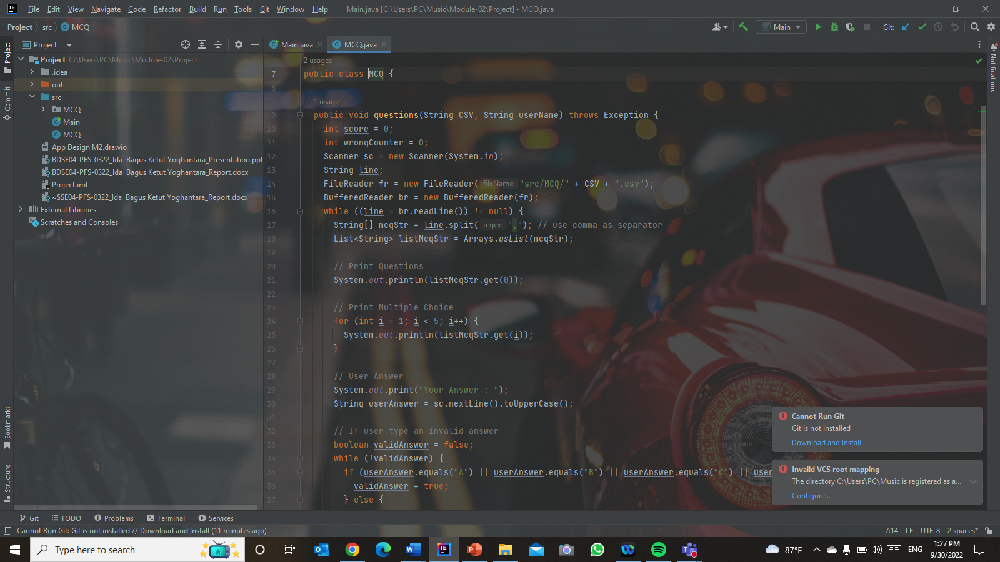 File Edit View Navigate Code Refactor Build Run Tools Git Window Help Main.java [C:\Users\PC\Music\Module-02\Project] - MCQ.java
Project src MCQ
Main
Git:
Project
Main.java
MCQ.java
Project
Commit
Bookmarks
Structure
Notifications
Project C:\Users\PC\Music\Module-02\Project
.idea
out
src
MCQ
Main
MCQ
App Design M2.drawio
BDSE04-PFS-0322_Ida Bagus Ketut Yoghantara_Presentation.ppt
BDSE04-PFS-0322_Ida Bagus Ketut Yoghantara_Report.docx
Project.iml
~$SE04-PFS-0322_Ida Bagus Ketut Yoghantara_Report.docx
External Libraries
Scratches and Consoles
2 usages
7 public class MCQ {
8
1 usage
9 public void questions(String CSV, String userName) throws Exception {
10 int score = 0;
11 int wrongCounter = 0;
12 Scanner sc = new Scanner(System.in);
13 String line;
14 FileReader fr = new FileReader( fileName: "src/MCQ/" + CSV + ".csv");
15 BufferedReader br = new BufferedReader(fr);
16 while ((line = br.readLine()) != null) {
17 String[] mcqStr = line.split( regex: ","); // use comma as separator
18 List<String> listMcqStr = Arrays.asList(mcqStr);
19
20 // Print Questions
21 System.out.println(listMcqStr.get(0));
22
23 // Print Multiple Choice
24 for (int i = 1; i < 5; i++) {
25 System.out.println(listMcqStr.get(i));
26 }
27
28 // User Answer
29 System.out.print("Your Answer : ");
30 String userAnswer = sc.nextLine().toUpperCase();
31
32 // If user type an invalid answer
33 boolean validAnswer = false;
34 while (!validAnswer) {
35 if (userAnswer.equals("A") || userAnswer.equals("B") || userAnswer.equals("C") || user
36 validAnswer = true;
37 } else {
Cannot Run Git
Git is not installed
Download and Install
Invalid VCS root mapping
The directory C:\Users\PC\Music is registered as a...
Configure...
Git TODO Problems Terminal Services
Cannot Run Git: Git is not installed // Download and Install (11 minutes ago)
7:14 LF UTF-8 2 spaces*
Type here to search
87°F
ENG
1:27 PM
9/30/2022